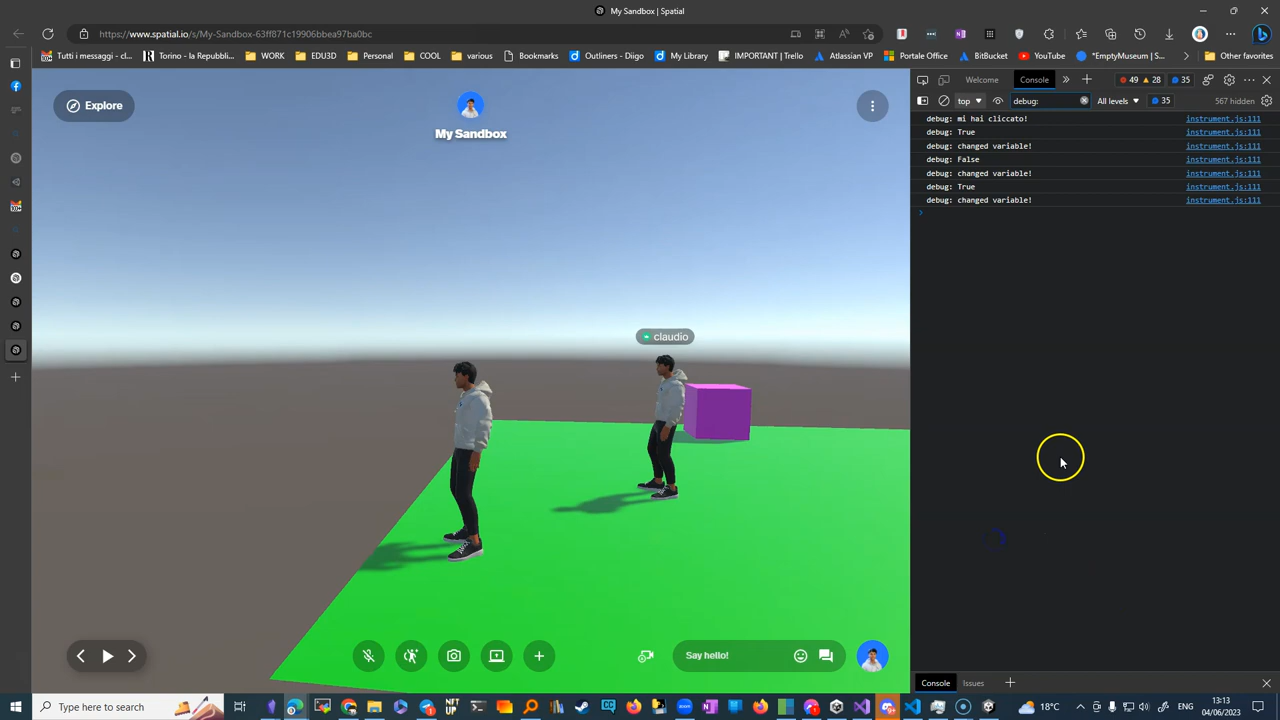 My Sandbox | Spatial
https://www.spatial.io/s/My-Sandbox-63ff871c19906b92ea97ba0bc
Tutti i messaggi - cl... Torino - la Repubbl... WORK EDU3D Personal COOL various Bookmarks Outliners - Diigo My Library IMPORTANT | Trello Atlassian VP Portale Office BitBucket YouTube *EmptyMuseum | Vi... Other favorites
Welcome Console 49 28 35
Explore
top debug: All levels 35 567 hidden
debug: mi hai cliccato! instrument.js:111
debug: True instrument.js:111
My Sandbox
debug: changed variable! instrument.js:111
debug: False instrument.js:111
debug: changed variable! instrument.js:111
debug: True instrument.js:111
debug: changed variable! instrument.js:111
claudio
Say hello!
Console Issues
Type here to search 18°C 13:13
04/06/2023